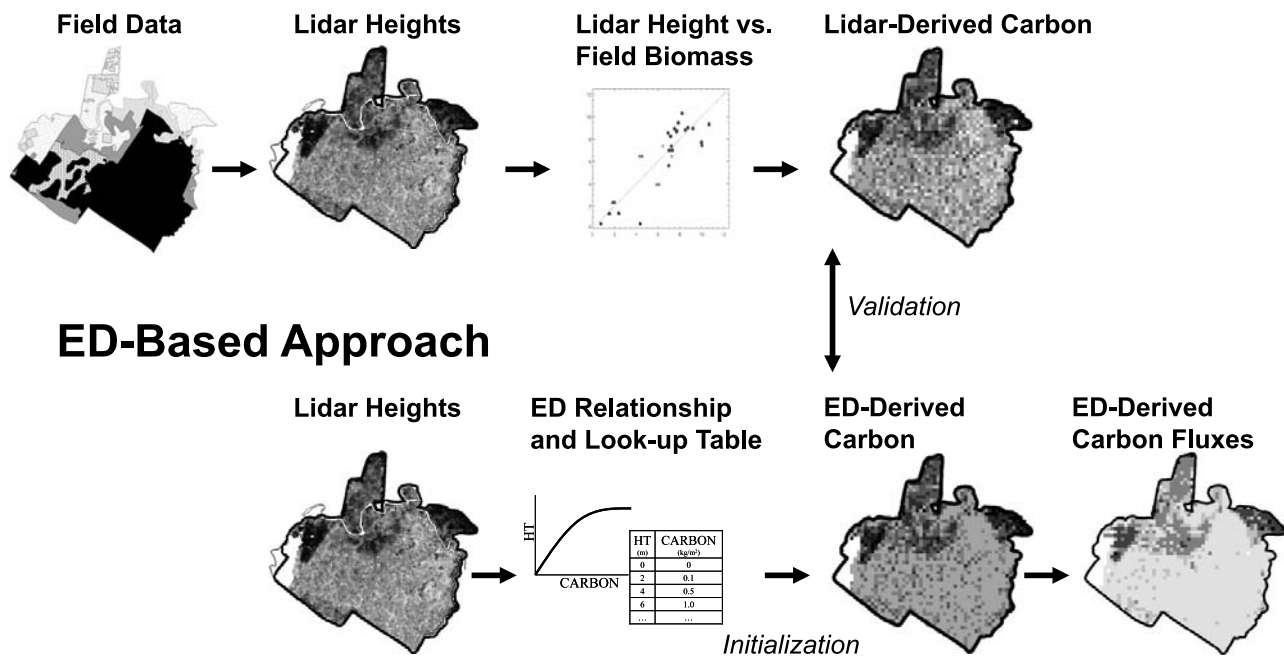 Field Data
Lidar Heights
Lidar Height vs.
Field Biomass
Lidar-Derived Carbon
Validation
ED-Based Approach
Lidar Heights
ED Relationship
and Look-up Table
ED-Derived
Carbon
ED-Derived
Carbon Fluxes
HT
CARBON
HT CARBON
(m) (kg/m²)
0 0
2 0.1
4 0.5
6 1.0
... ...
Initialization